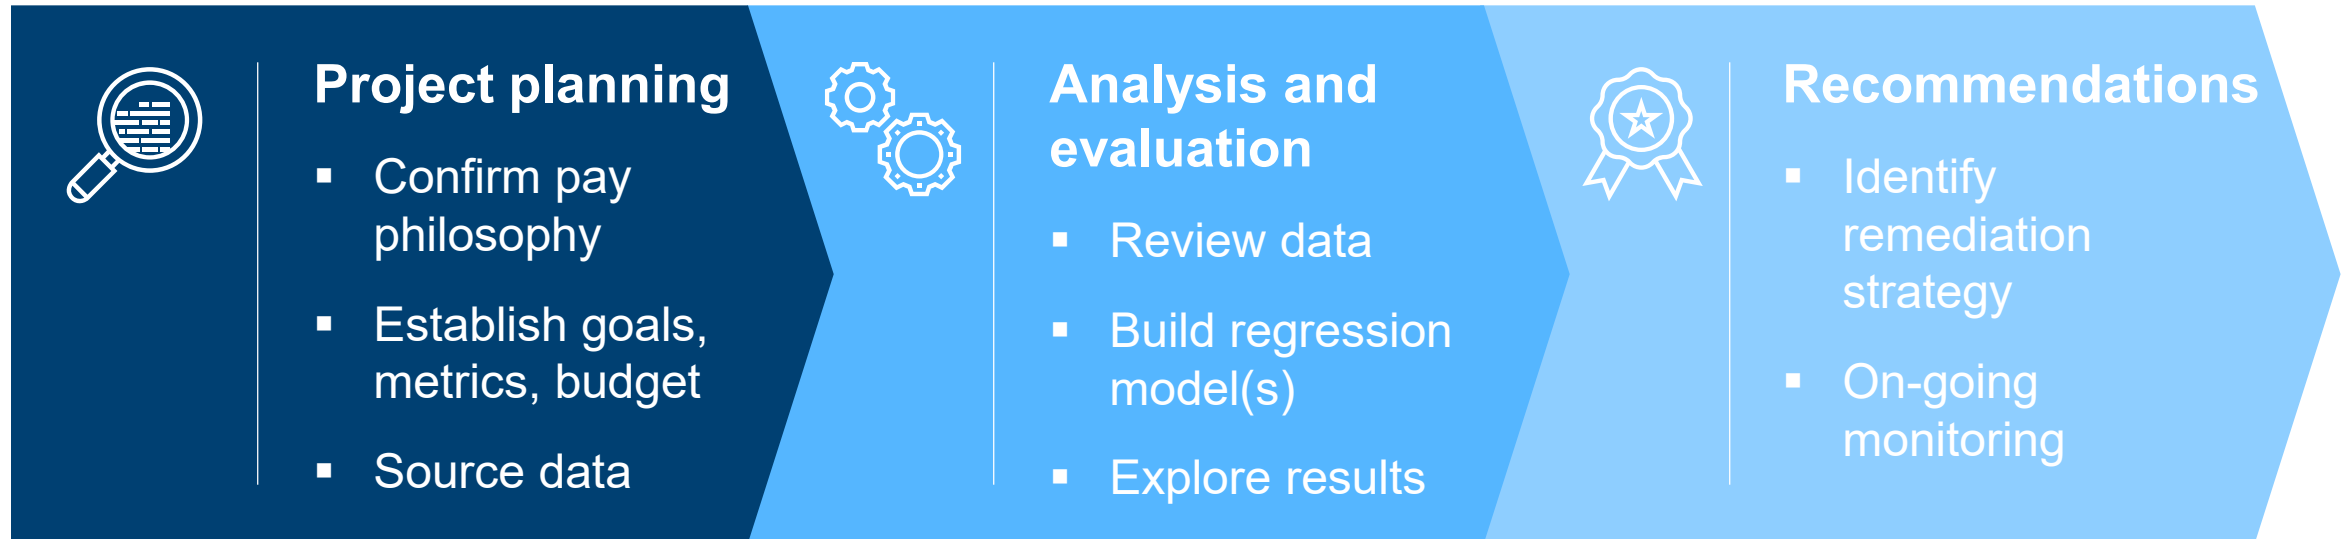 Project planning
▪ Confirm pay
philosophy
▪ Establish goals,
metrics, budget
▪ Source data
Analysis and
evaluation
▪ Review data
▪ Build regression
model(s)
▪ Explore results
Recommendations
▪ Identify
remediation
strategy
▪ On-going
monitoring